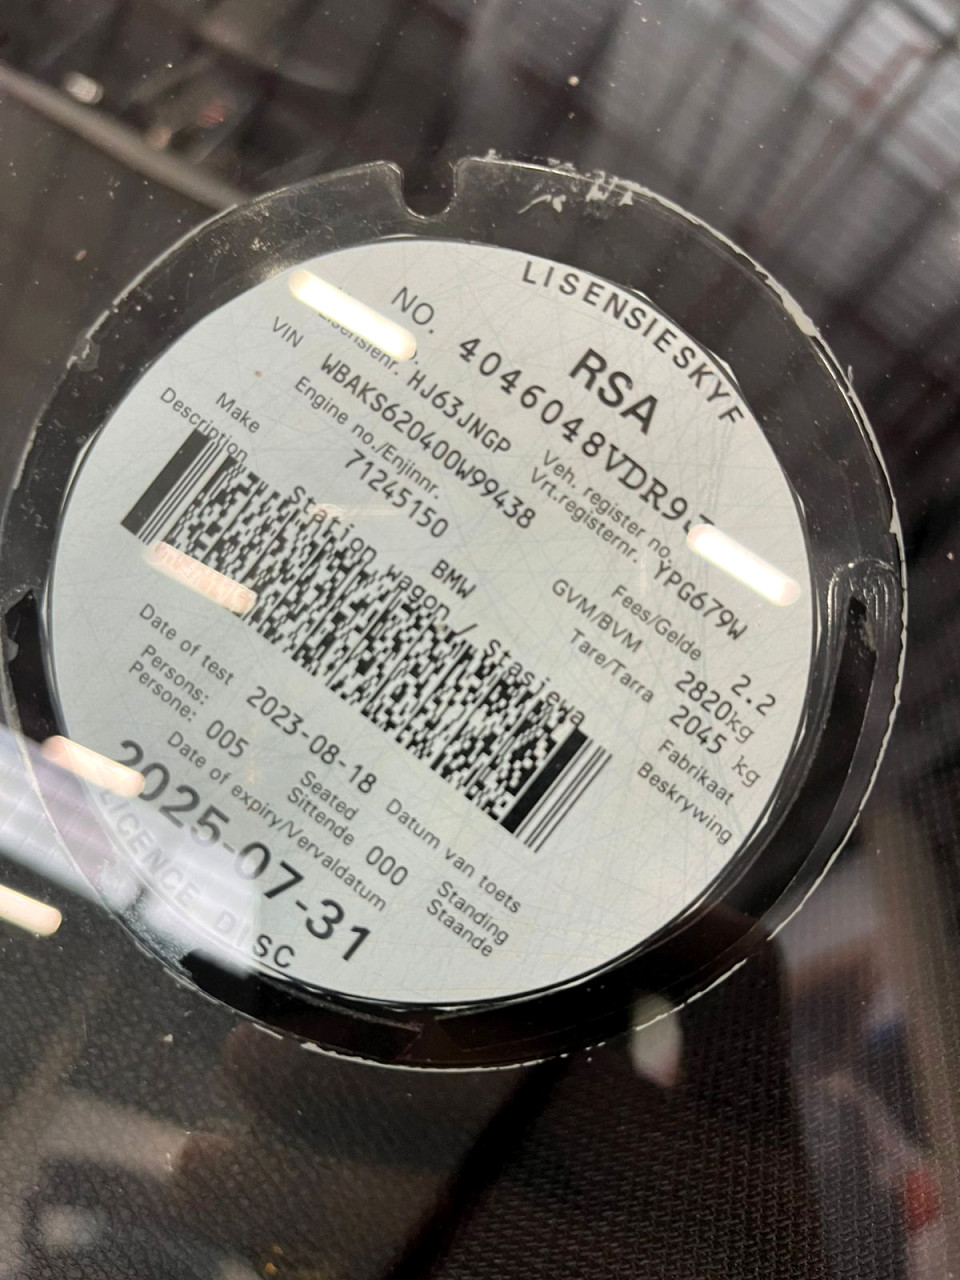 LISENSIESKYF
RSA
NO. 4046048VDR9
Lisensienr. HJ63JNGP Veh. register no.
Vrt.registernr. YPG679W
VIN WBAKS620400W99438
Engine no./Enjinnr. Fees/Gelde 2.2
71245150 GVM/BVM 2820kg
Tare/Tarra 2045 kg
Make BMW Fabrikaat
Description Station wagon/ Stasiewa Beskrywing
Date of test 2023-08-18 Datum van toets
Persons: 005 Seated 000 Standing
Persone: Sittende Staande
Date of expiry/Vervaldatum
2025-07-31
LICENCE DISC